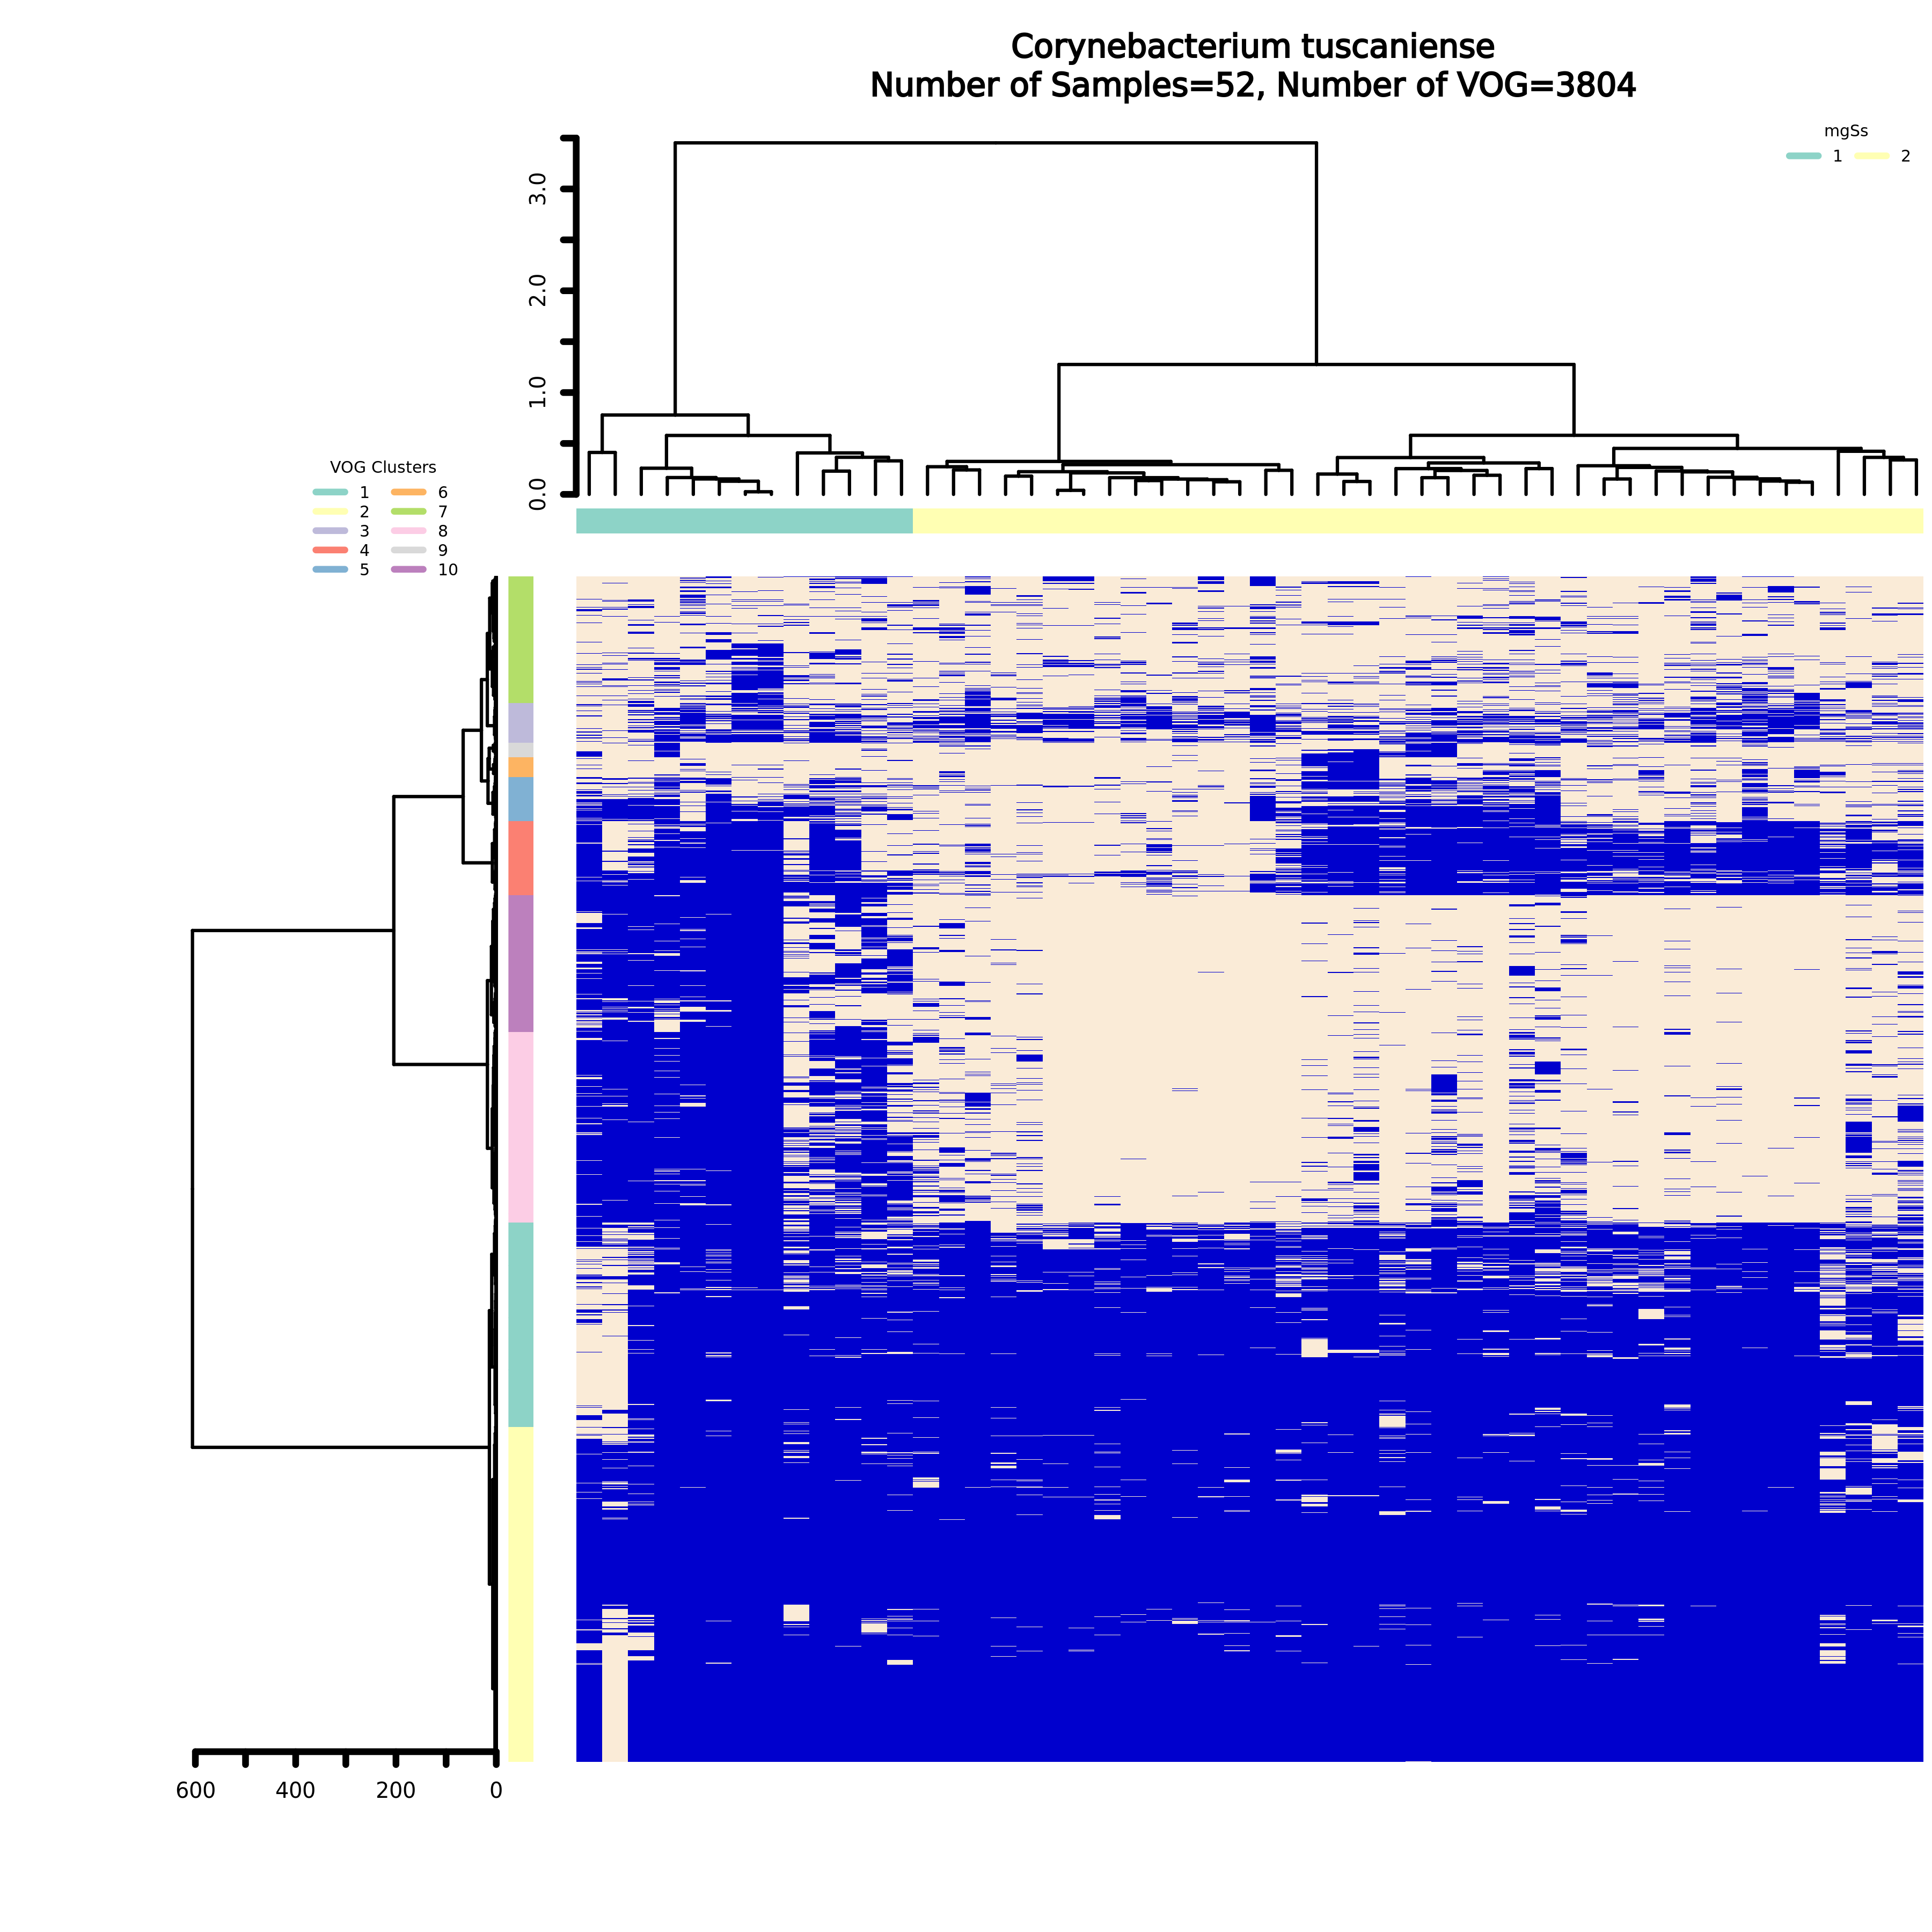 Corynebacterium tuscaniense
Number of Samples=52, Number of VOG=3804
mgSs
1 2
3.0
2.0
1.0
0.0
VOG Clusters
1 6
2 7
3 8
4 9
5 10
600 400 200 0